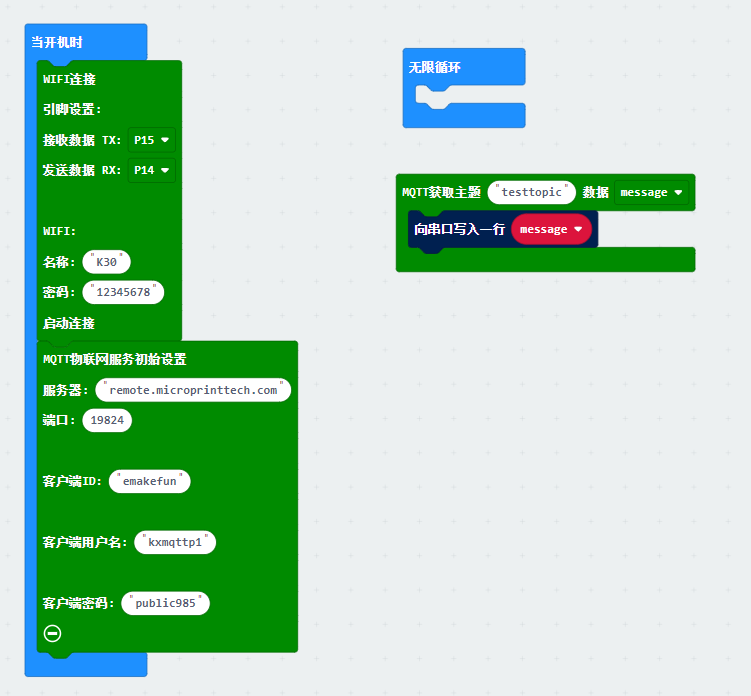 当开机时
WIFI连接
引脚设置:
接收数据 TX: P15
发送数据 RX: P14
WIFI:
名称: "K30"
密码: "12345678"
启动连接
MQTT物联网服务初始设置
服务器: "remote.microprinttech.com"
端口: 19824
客户端ID: "emakefun"
客户端用户名: "kxmqttp1"
客户端密码: "public985"
无限循环
MQTT获取主题 "testtopic" 数据 message
向串口写入一行 message